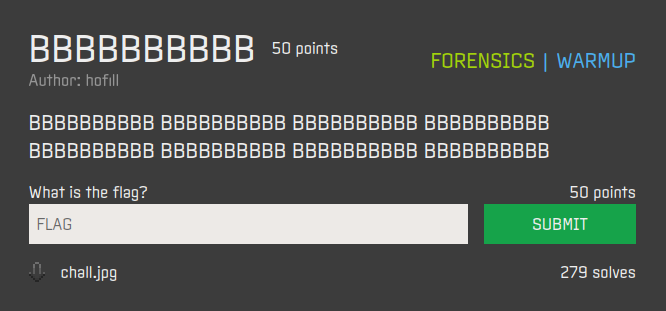 BBBBBBBBBB 50 points
FORENSICS | WARMUP
Author: hofill
BBBBBBBBBB BBBBBBBBBB BBBBBBBBBB BBBBBBBBBB
BBBBBBBBBB BBBBBBBBBB BBBBBBBBBB BBBBBBBBBB
What is the flag? 50 points
FLAG SUBMIT
chall.jpg 279 solves